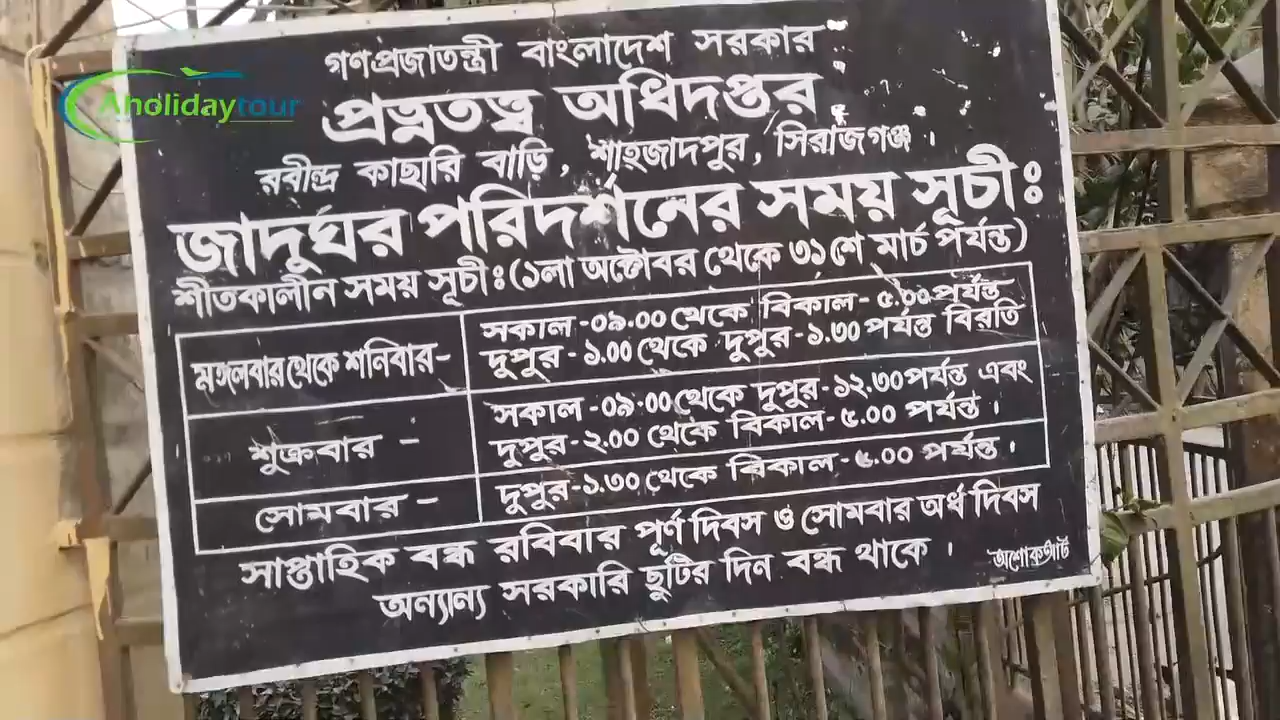 Aholidaytour
গণপ্রজাতন্ত্রী বাংলাদেশ সরকার
প্রত্নতত্ত্ব অধিদপ্তর
রবীন্দ্র কাছারি বাড়ি, শাহজাদপুর, সিরাজগঞ্জ।
জাদুঘর পরিদর্শনের সময় সূচী:
শীতকালীন সময় সূচী: (১লা অক্টোবর থেকে ৩১শে মার্চ পর্যন্ত)
মঙ্গলবার থেকে শনিবার-
সকাল -০৯.০০ থেকে বিকাল- ৫.০০ পর্যন্ত
দুপুর - ১.০০ থেকে দুপুর-১.৩০ পর্যন্ত বিরতি
শুক্রবার -
সকাল -০৯.০০ থেকে দুপুর-১২.৩০ পর্যন্ত এবং
দুপুর-২.০০ থেকে বিকাল-৫.০০ পর্যন্ত।
সোমবার -
দুপুর-১.৩০ থেকে বিকাল-৫.০০ পর্যন্ত।
সাপ্তাহিক বন্ধ রবিবার পূর্ণ দিবস ও সোমবার অর্ধ দিবস
অন্যান্য সরকারি ছুটির দিন বন্ধ থাকে।
অশোক আর্ট